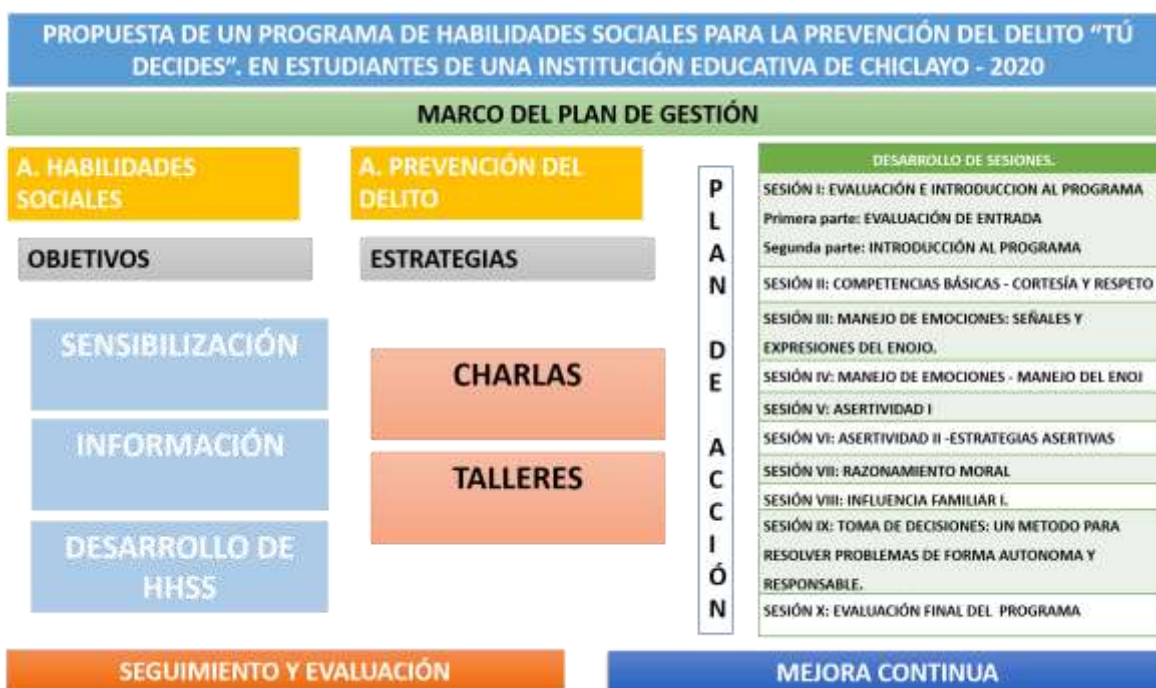 PROPUESTA DE UN PROGRAMA DE HABILIDADES SOCIALES PARA LA PREVENCIÓN DEL DELITO “TÚ
DECIDES”. EN ESTUDIANTES DE UNA INSTITUCIÓN EDUCATIVA DE CHICLAYO - 2020
MARCO DEL PLAN DE GESTIÓN
A. HABILIDADES
SOCIALES
OBJETIVOS
SENSIBILIZACIÓN
INFORMACIÓN
DESARROLLO DE
HHSS
A. PREVENCIÓN DEL
DELITO
ESTRATEGIAS
CHARLAS
TALLERES
PLAN DE ACCIÓN
DESARROLLO DE SESIONES.
SESIÓN I: EVALUACIÓN E INTRODUCCION AL PROGRAMA
Primera parte: EVALUACIÓN DE ENTRADA
Segunda parte: INTRODUCCIÓN AL PROGRAMA
SESIÓN II: COMPETENCIAS BÁSICAS - CORTESÍA Y RESPETO
SESIÓN III: MANEJO DE EMOCIONES: SEÑALES Y
EXPRESIONES DEL ENOJO.
SESIÓN IV: MANEJO DE EMOCIONES - MANEJO DEL ENOJ
SESIÓN V: ASERTIVIDAD I
SESIÓN VI: ASERTIVIDAD II -ESTRATEGIAS ASERTIVAS
SESIÓN VII: RAZONAMIENTO MORAL
SESIÓN VIII: INFLUENCIA FAMILIAR I.
SESIÓN IX: TOMA DE DECISIONES: UN METODO PARA
RESOLVER PROBLEMAS DE FORMA AUTONOMA Y
RESPONSABLE.
SESIÓN X: EVALUACIÓN FINAL DEL PROGRAMA
SEGUIMIENTO Y EVALUACIÓN
MEJORA CONTINUA